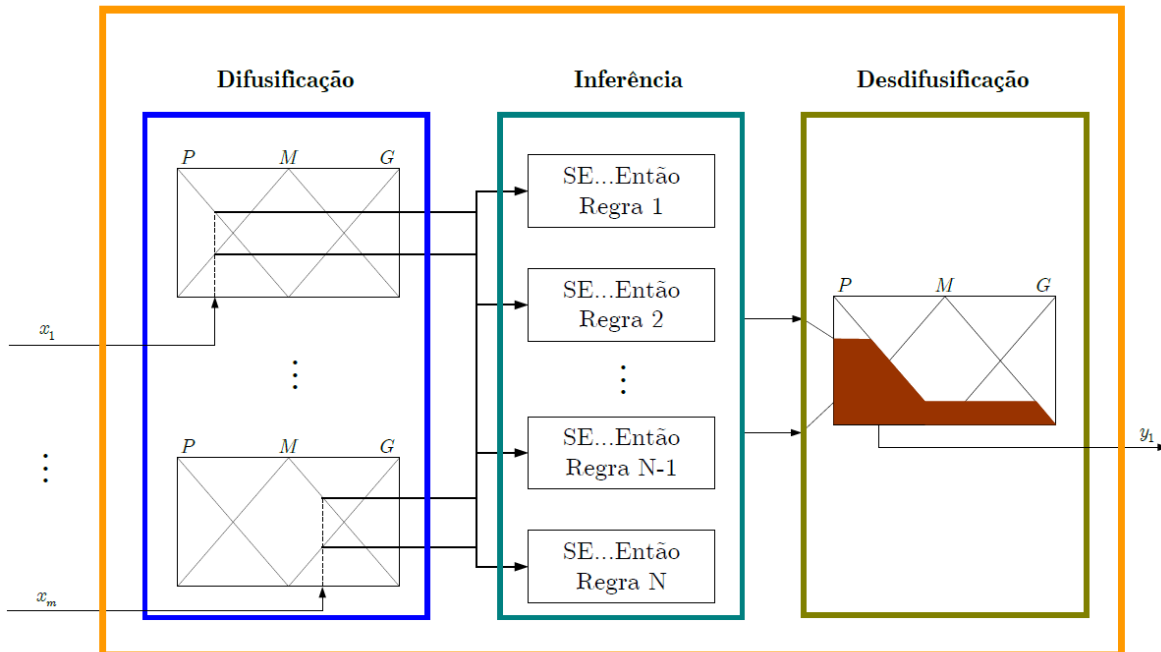 Difusificação
Inferência
Desdifusificação
P M G
SE...Então
Regra 1
SE...Então
Regra 2
P M G
x1
⋮
⋮
P M G
⋮
SE...Então
Regra N-1
y1
SE...Então
Regra N
xm